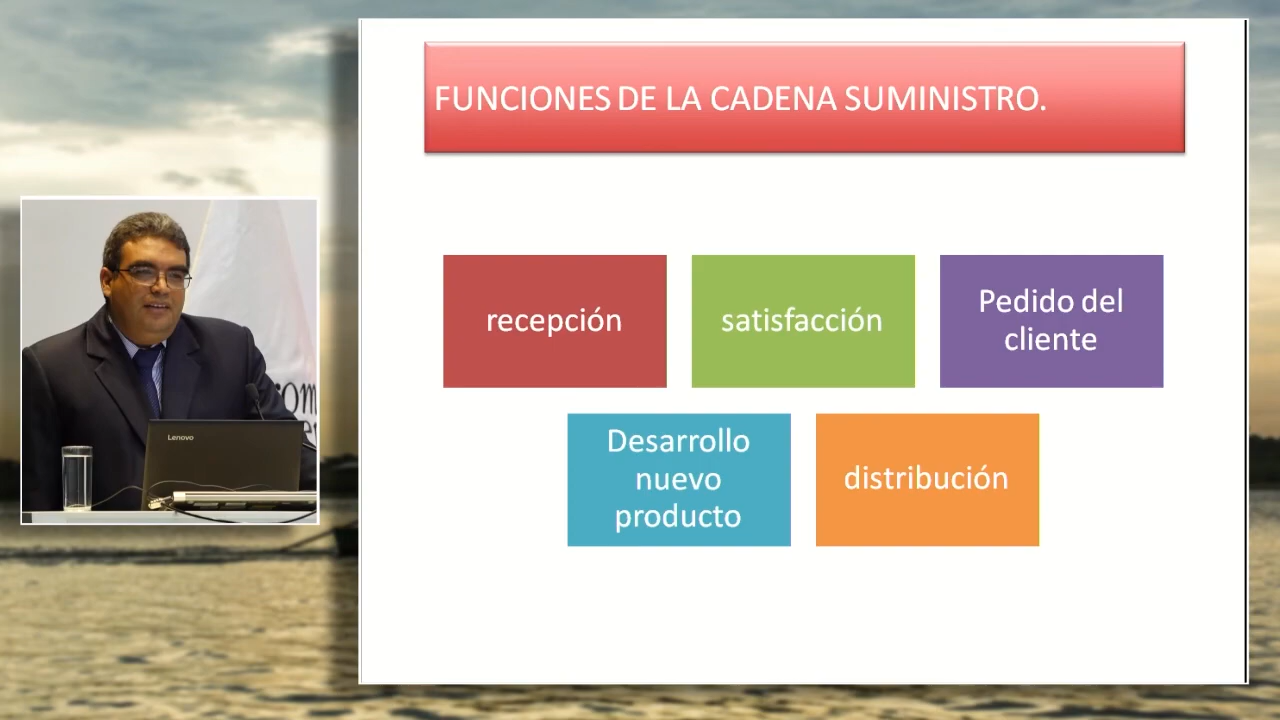 FUNCIONES DE LA CADENA SUMINISTRO.
recepción
satisfacción
Pedido del
cliente
Desarrollo
nuevo
producto
distribución
Lenovo